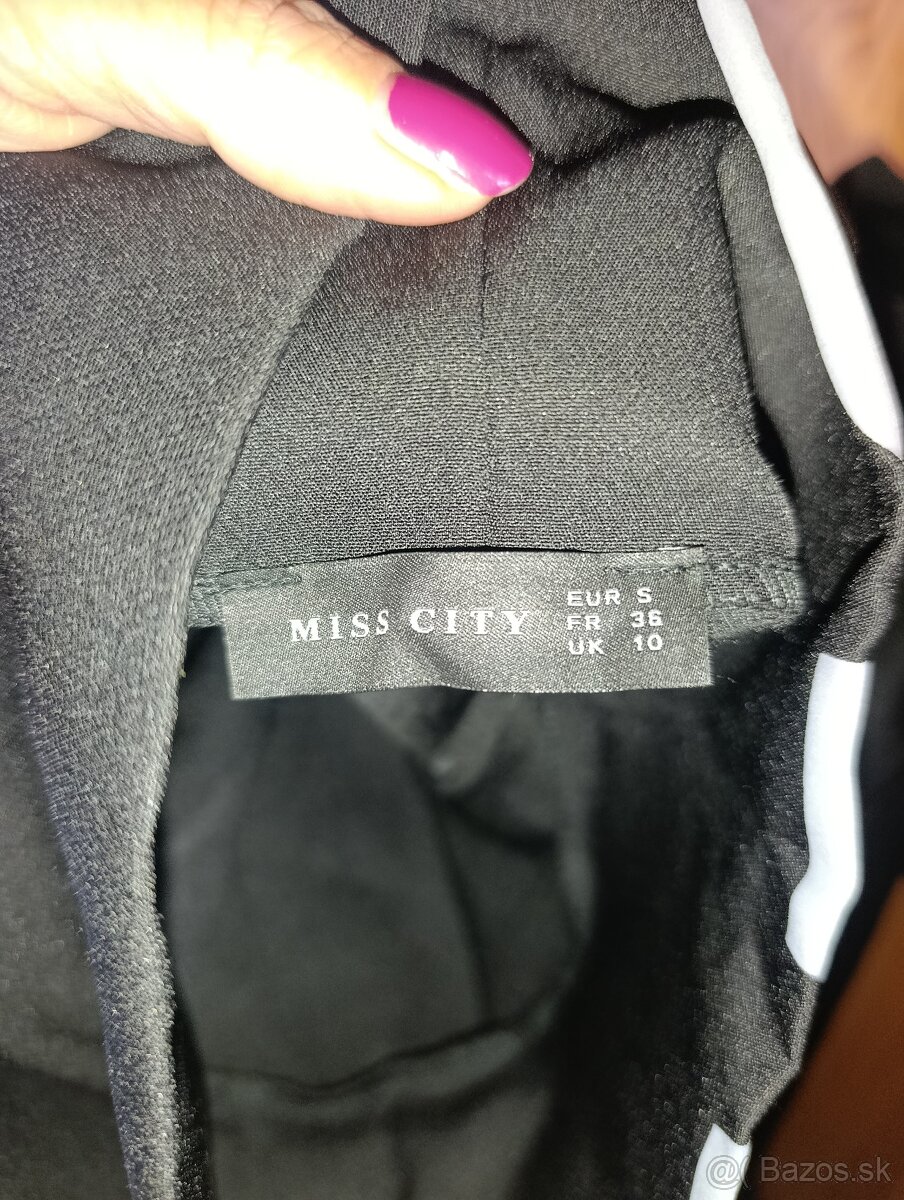 MISS CITY
EUR S
FR 36
UK 10
@( Bazos.sk